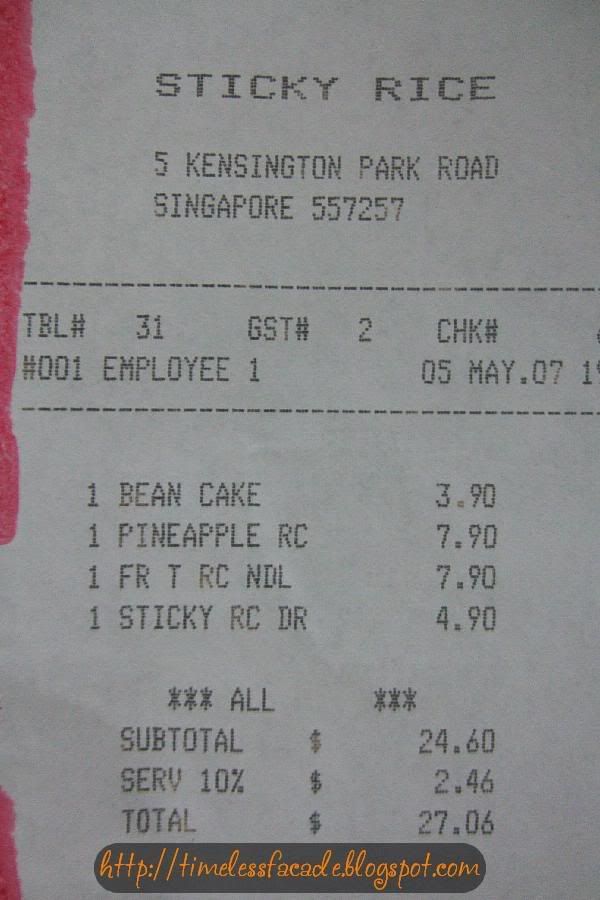 STICKY RICE
5 KENSINGTON PARK ROAD
SINGAPORE 557257
TBL# 31 GST# 2 CHK#
#001 EMPLOYEE 1 05 MAY.07
1 BEAN CAKE 3.90
1 PINEAPPLE RC 7.90
1 FR T RC NDL 7.90
1 STICKY RC DR 4.90
*** ALL ***
SUBTOTAL $ 24.60
SERV 10% $ 2.46
TOTAL $ 27.06
http://timelessfacade.blogspot.com